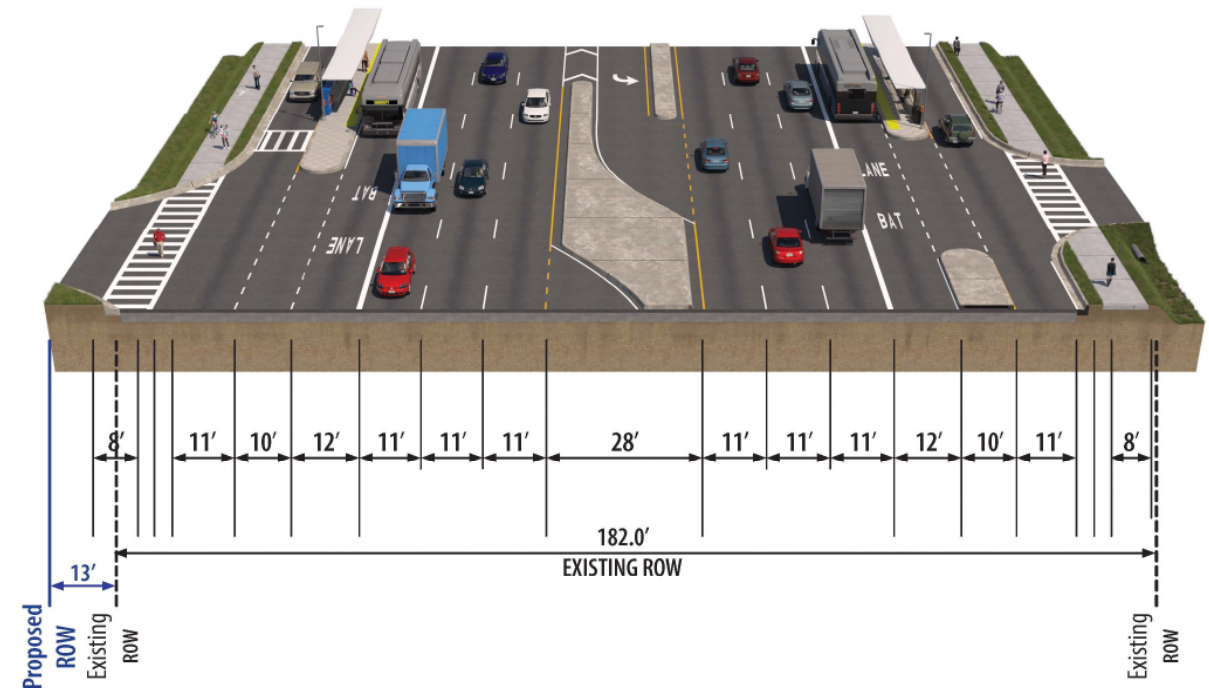 BAT
LANE
LANE
BAT
8′
11′
10′
12′
11′
11′
11′
28′
11′
11′
11′
12′
10′
11′
8′
182.0′
EXISTING ROW
13′
Proposed
ROW
Existing
ROW
Existing
ROW